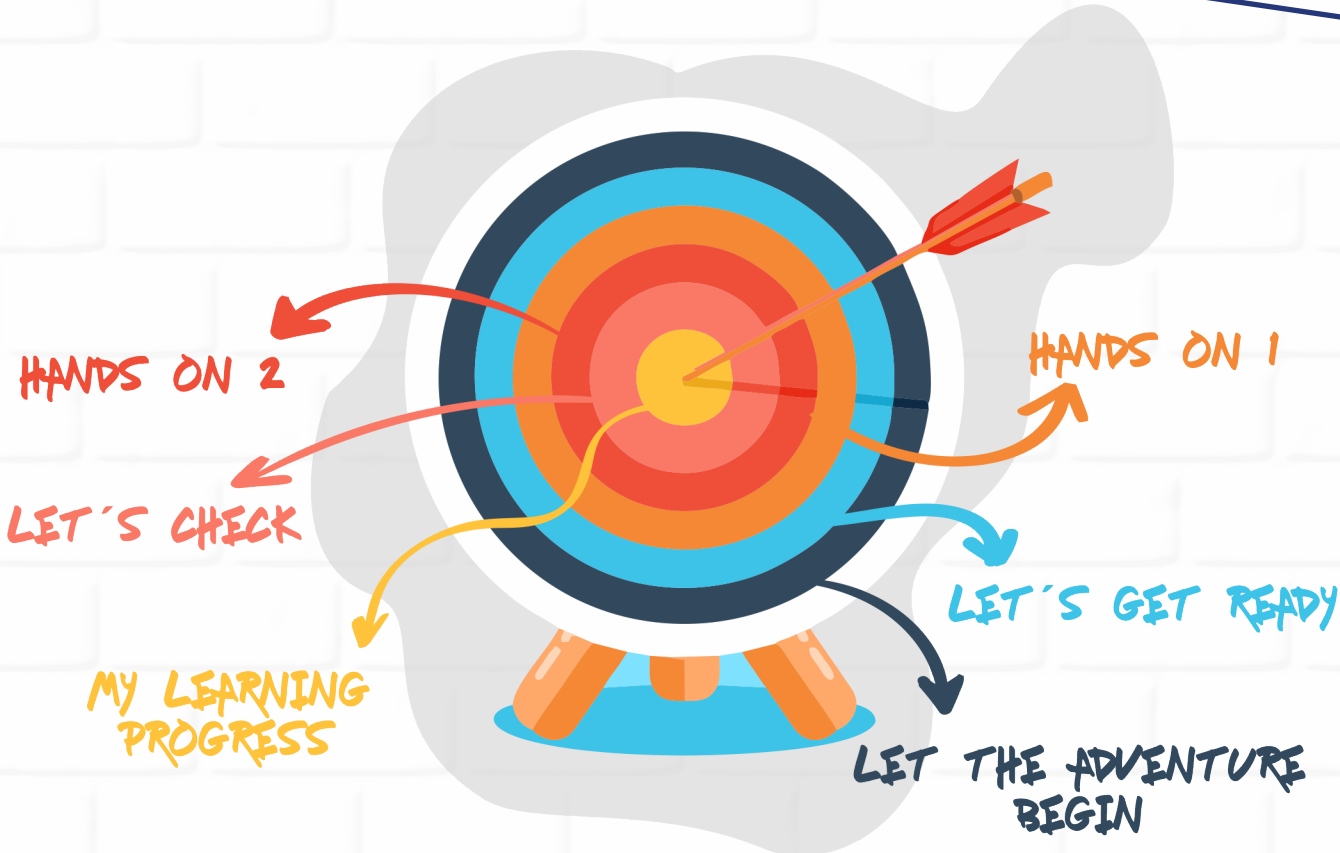 HANDS ON 1
HANDS ON 2
LET´S CHECK
LET´S GET READY
MY LEARNING
PROGRESS
LET THE ADVENTURE
BEGIN